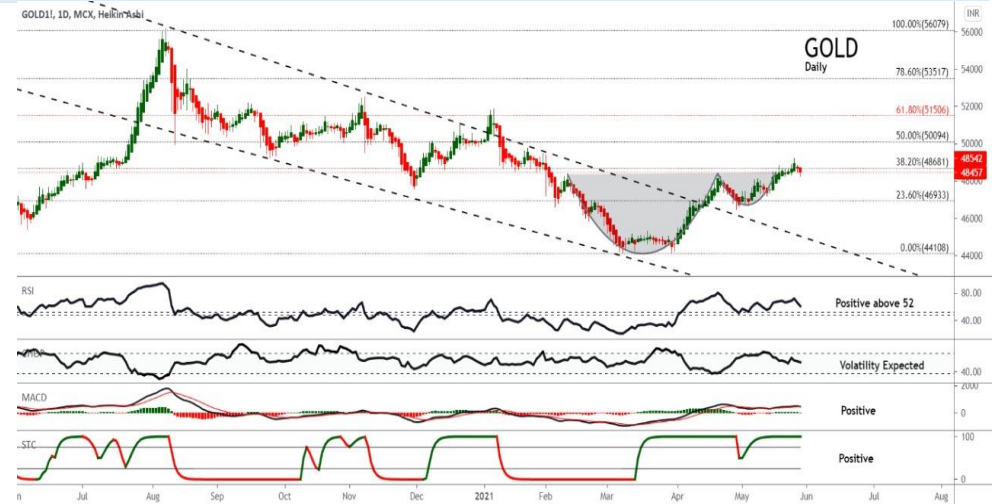 GOLD1!, 1D, MCX, Heikin Ashi
INR
GOLD
Daily
100.00%(56079)
56000
54000
78.60%(53517)
52000
61.80%(51506)
50.00%(50094)
50000
48542
38.20%(48681)
48457
48000
23.60%(46933)
46000
0.00%(44108)
44000
RSI
80.00
Positive above 52
40.00
Volatility Expected
40.00
2000
MACD
Positive
0
STC
100
Positive
0
Jul
Aug
Sep
Oct
Nov
Dec
2021
Feb
Mar
Apr
May
Jun
Jul
Aug